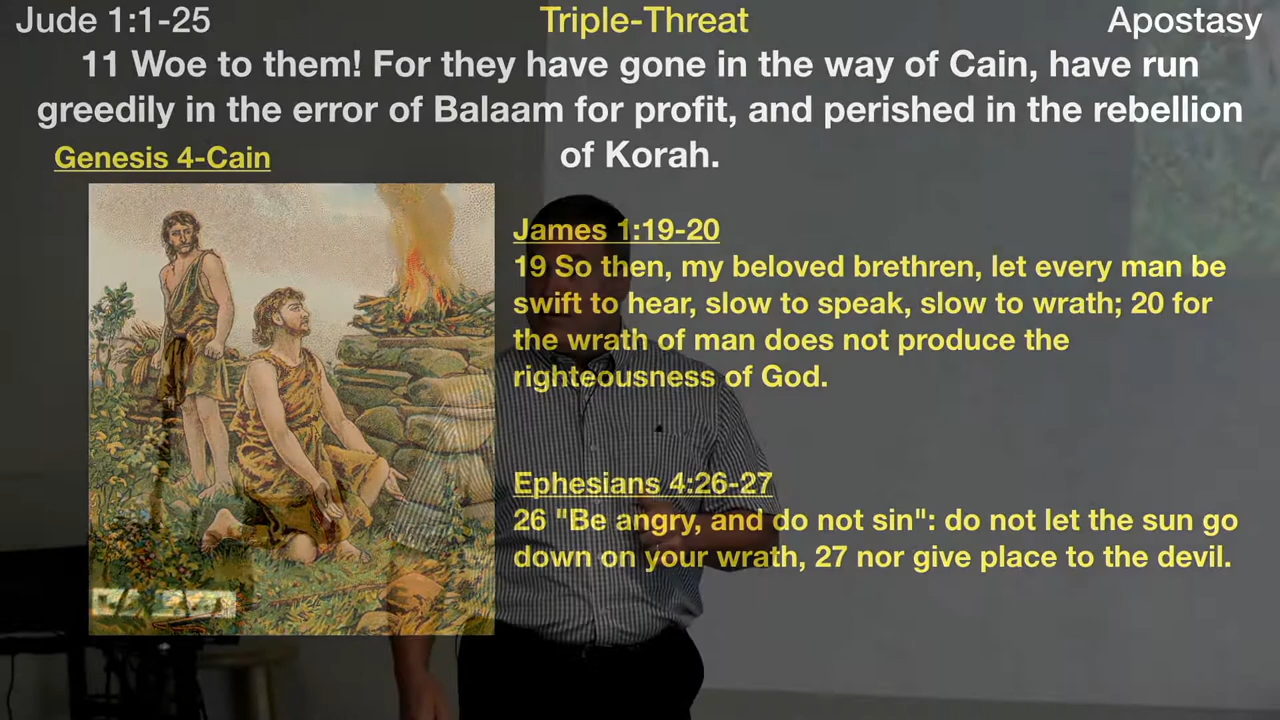 Jude 1:1-25 Triple-Threat Apostasy
11 Woe to them! For they have gone in the way of Cain, have run
greedily in the error of Balaam for profit, and perished in the rebellion
of Korah.
Genesis 4-Cain
James 1:19-20
19 So then, my beloved brethren, let every man be
swift to hear, slow to speak, slow to wrath; 20 for
the wrath of man does not produce the
righteousness of God.
Ephesians 4:26-27
26 "Be angry, and do not sin": do not let the sun go
down on your wrath, 27 nor give place to the devil.